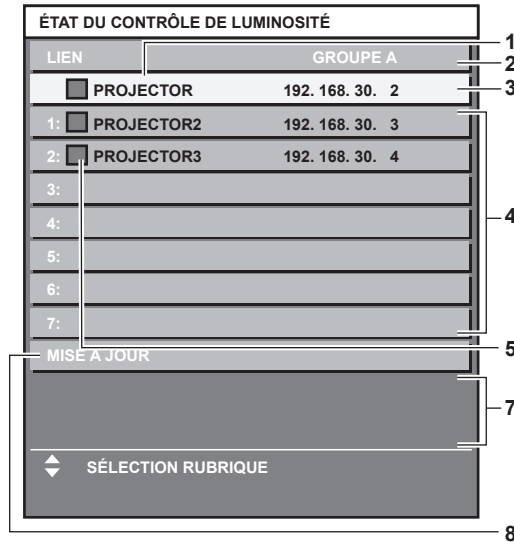 ÉTAT DU CONTRÔLE DE LUMINOSITÉ
1
LIEN GROUPE A
2
PROJECTOR 192. 168. 30. 2
3
1: PROJECTOR2 192. 168. 30. 3
2: PROJECTOR3 192. 168. 30. 4
3:
4
4:
5:
6:
7:
MISE À JOUR
5
7
SÉLECTION RUBRIQUE
8